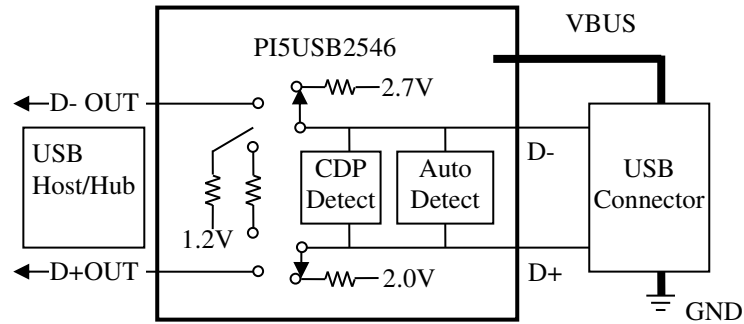 VBUS
PI5USB2546
2.7V
D- OUT
USB
Host/Hub
CDP
Detect
Auto
Detect
D-
USB
Connector
1.2V
D+OUT
2.0V
D+
GND